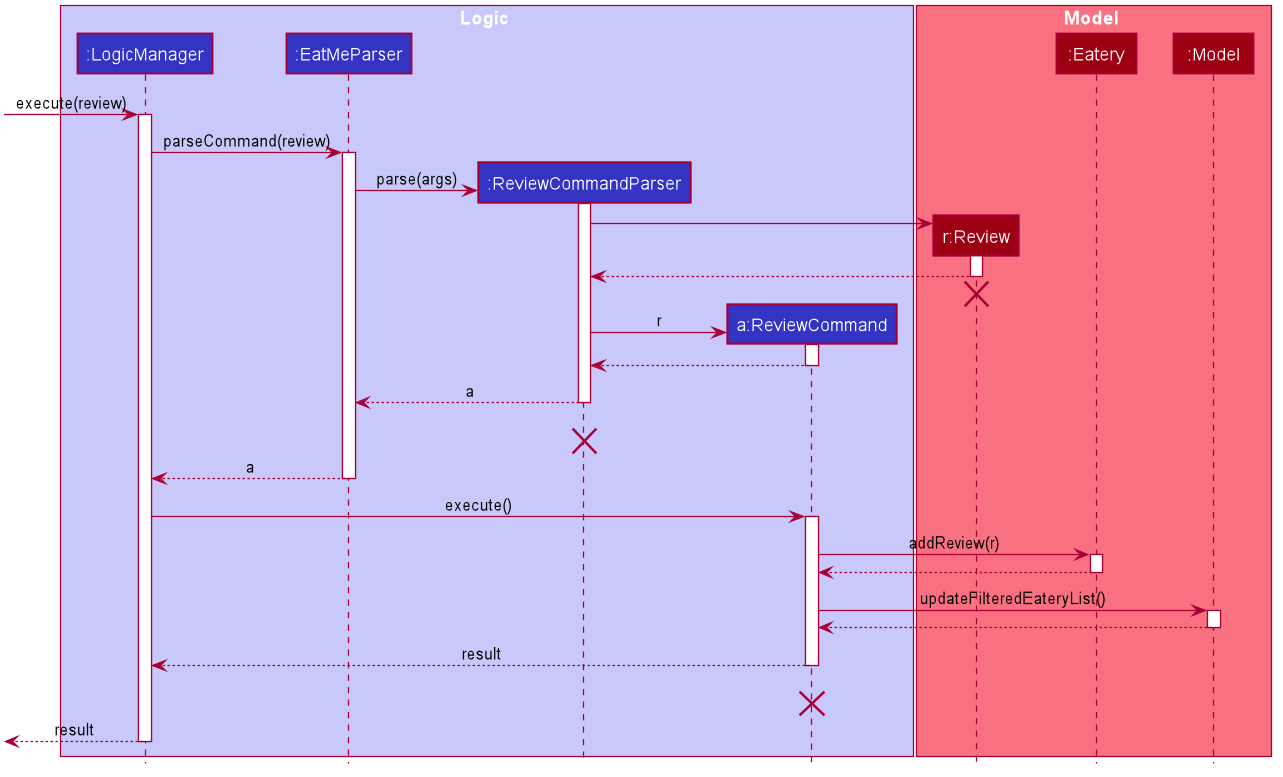 Logic
Model
:LogicManager
:EatMeParser
:Eatery
:Model
execute(review)
parseCommand(review)
parse(args)
:ReviewCommandParser
r:Review
r
a:ReviewCommand
a
a
execute()
addReview(r)
updateFilteredEateryList()
result
result